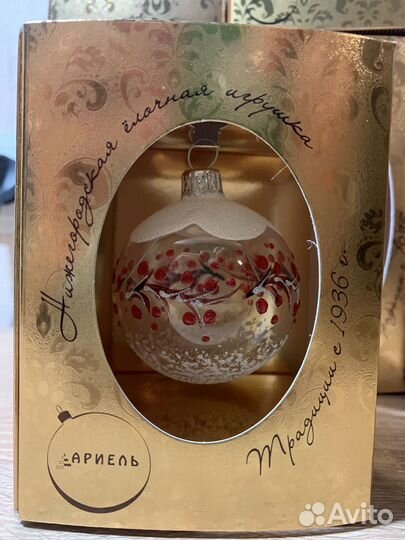 Нижегородская ёлочная игрушка
Традиции с 1936 г.
АРИЕЛЬ
Avito